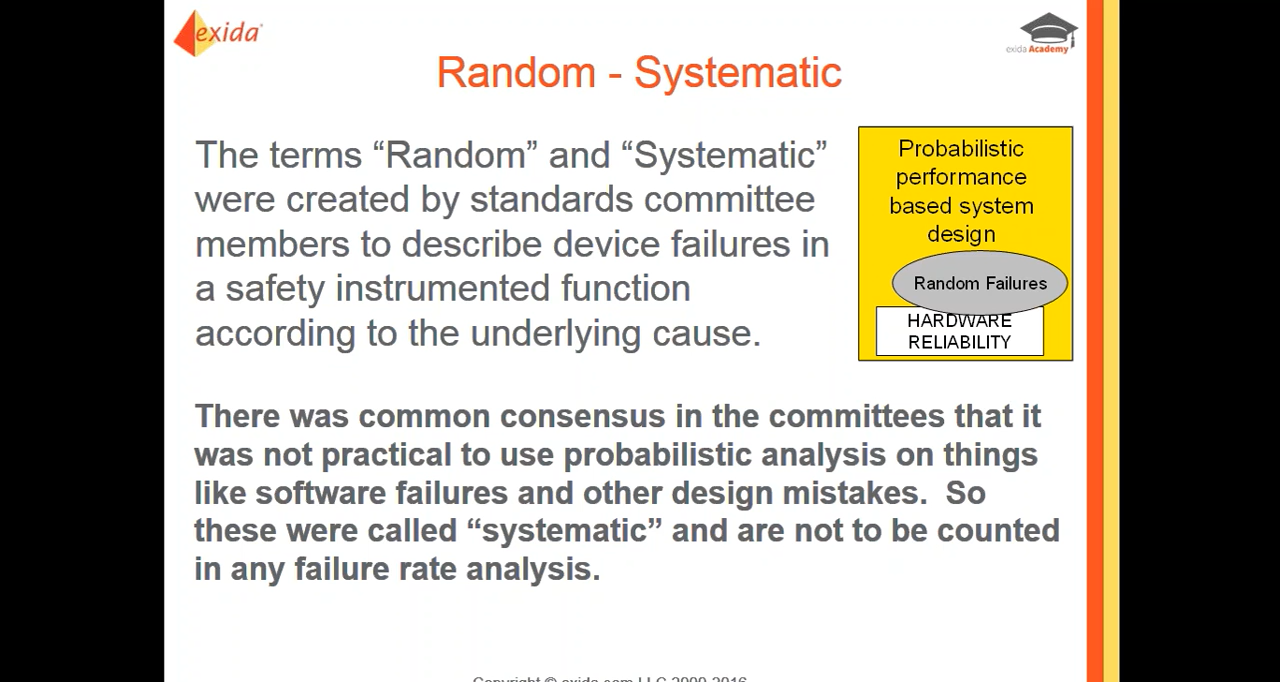 exida
exida Academy
Random - Systematic
The terms “Random” and “Systematic”
were created by standards committee
members to describe device failures in
a safety instrumented function
according to the underlying cause.
Probabilistic
performance
based system
design
Random Failures
HARDWARE
RELIABILITY
There was common consensus in the committees that it
was not practical to use probabilistic analysis on things
like software failures and other design mistakes.  So
these were called “systematic” and are not to be counted
in any failure rate analysis.
Copyright © exida.com LLC 2000-2016